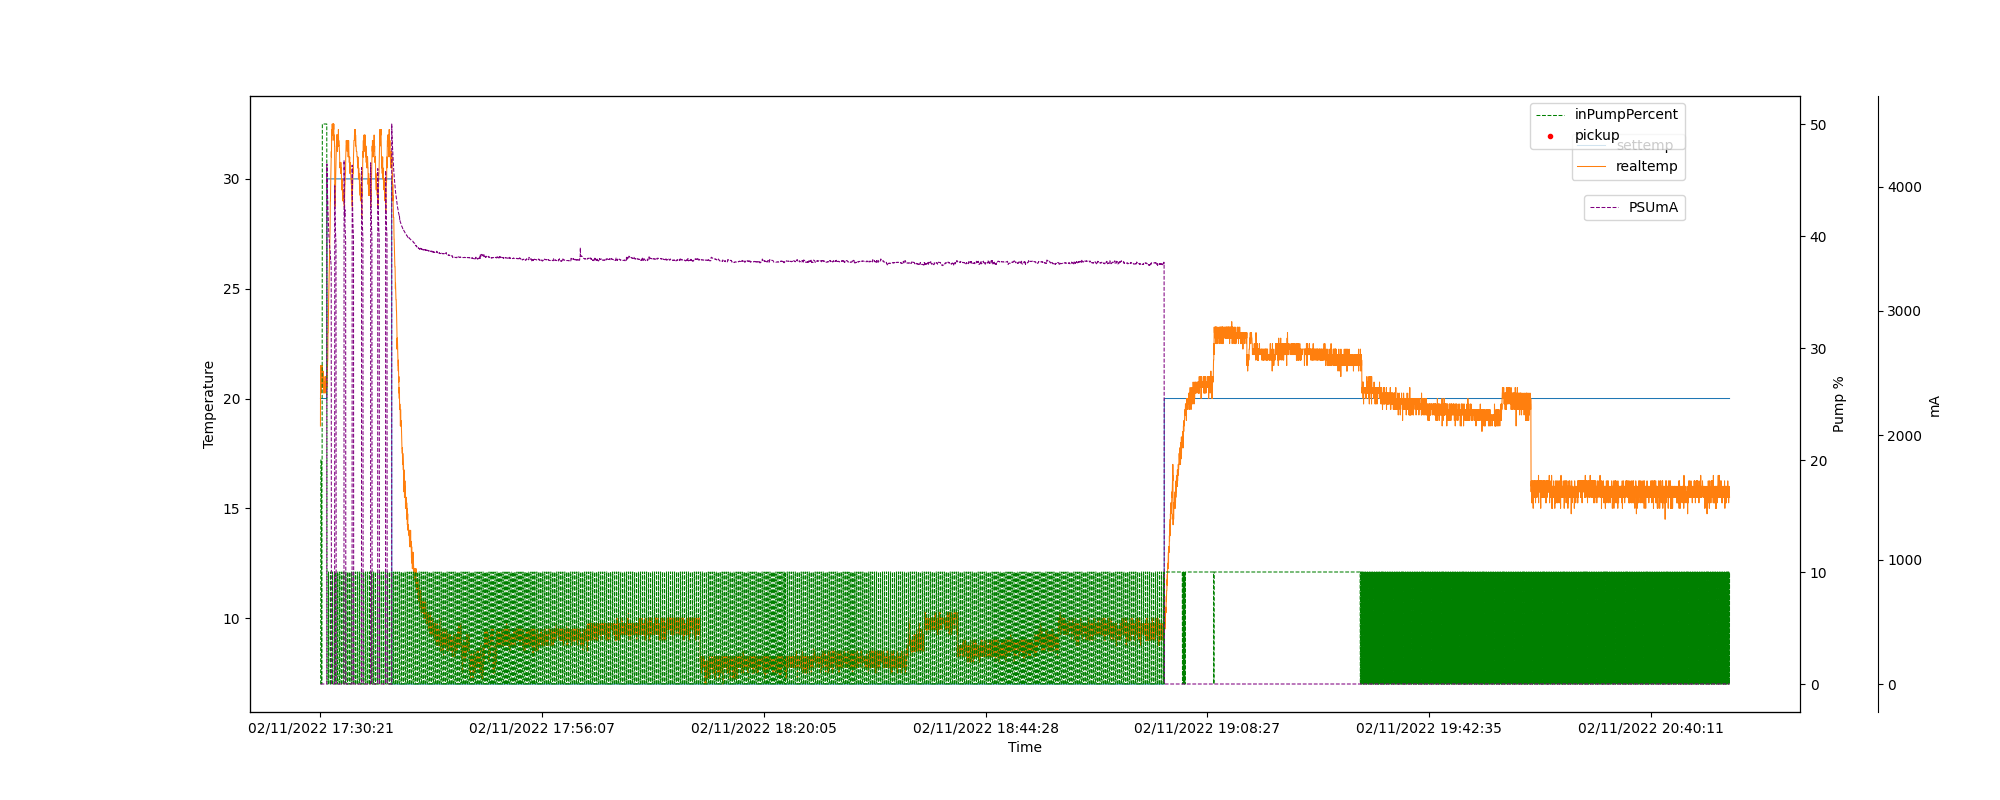 inPumpPercent
pickup
settemp
realtemp
PSUmA
30
25
20
15
10
Temperature
50
40
30
20
10
0
Pump %
4000
3000
2000
1000
0
mA
02/11/2022 17:30:21
02/11/2022 17:56:07
02/11/2022 18:20:05
02/11/2022 18:44:28
02/11/2022 19:08:27
02/11/2022 19:42:35
02/11/2022 20:40:11
Time